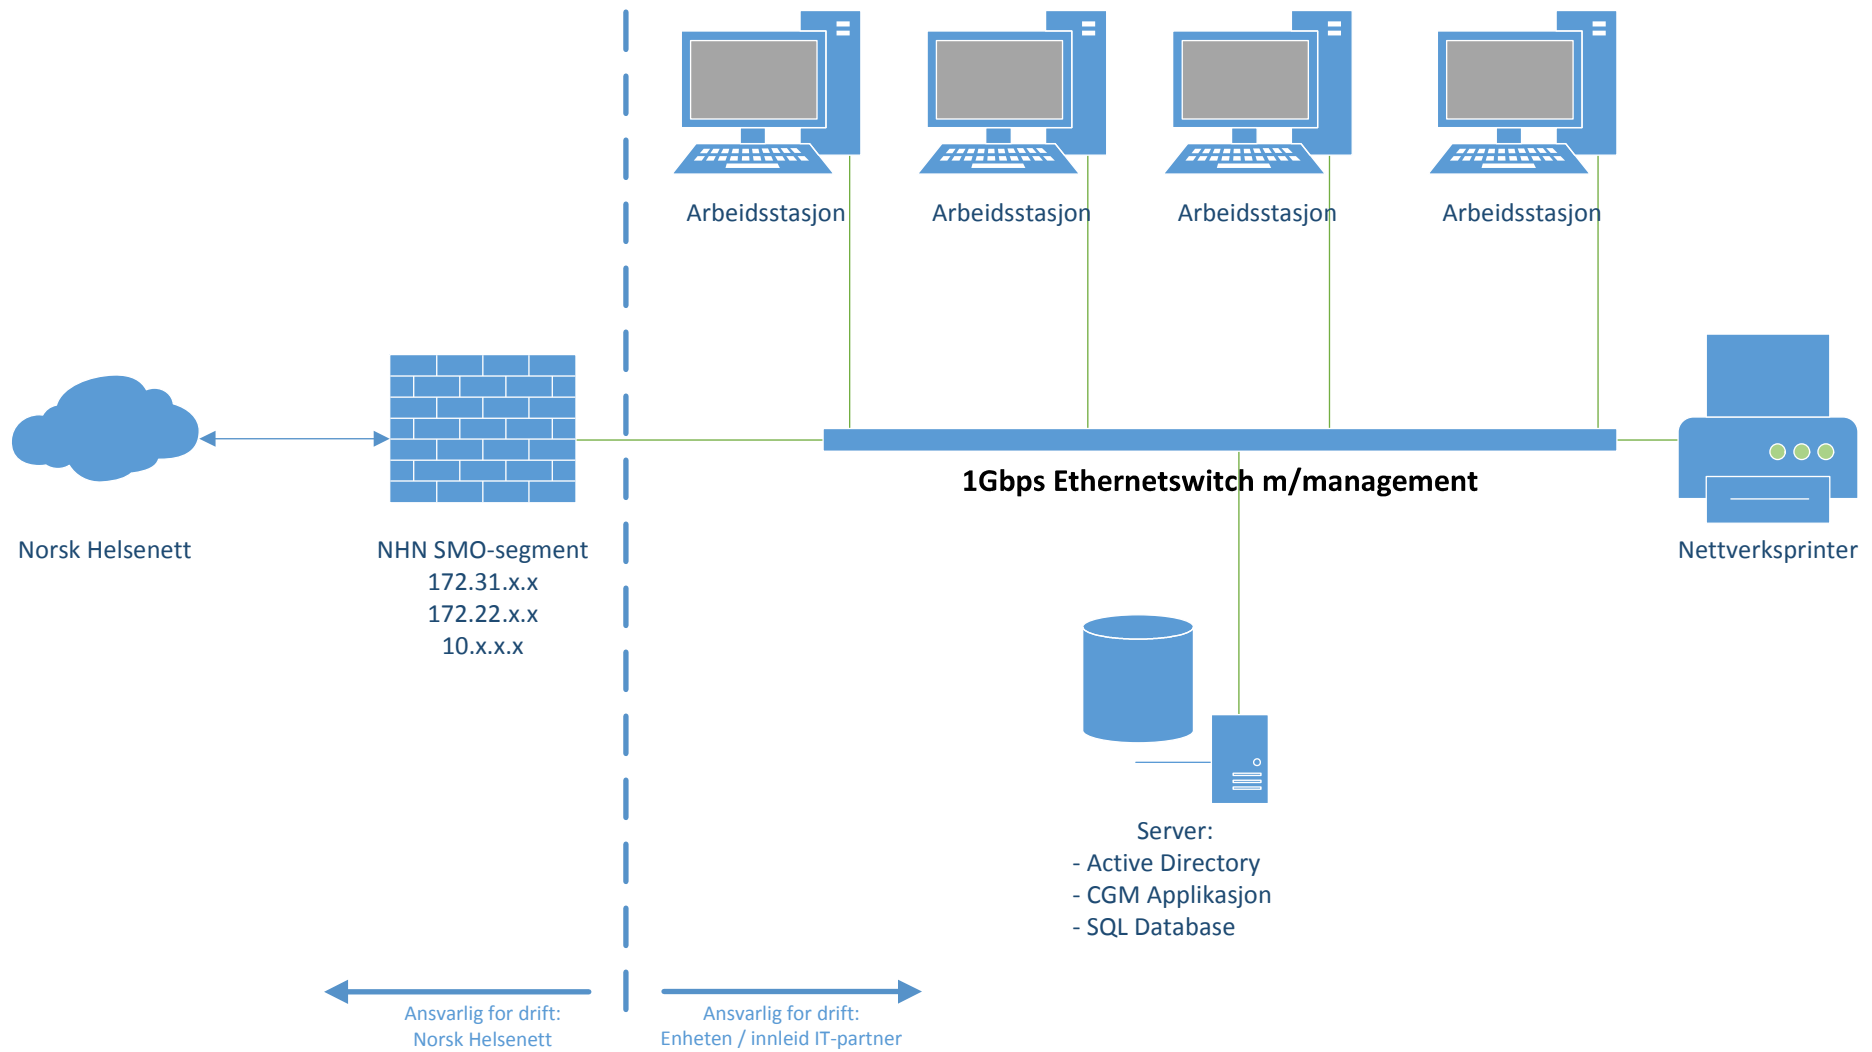 Arbeidsstasjon
Arbeidsstasjon
Arbeidsstasjon
Arbeidsstasjon
1Gbps Ethernetswitch m/management
Norsk Helsenett
NHN SMO-segment
172.31.x.x
172.22.x.x
10.x.x.x
Nettverksprinter
Server:
- Active Directory
- CGM Applikasjon
- SQL Database
Ansvarlig for drift:
Norsk Helsenett
Ansvarlig for drift:
Enheten / innleid IT-partner